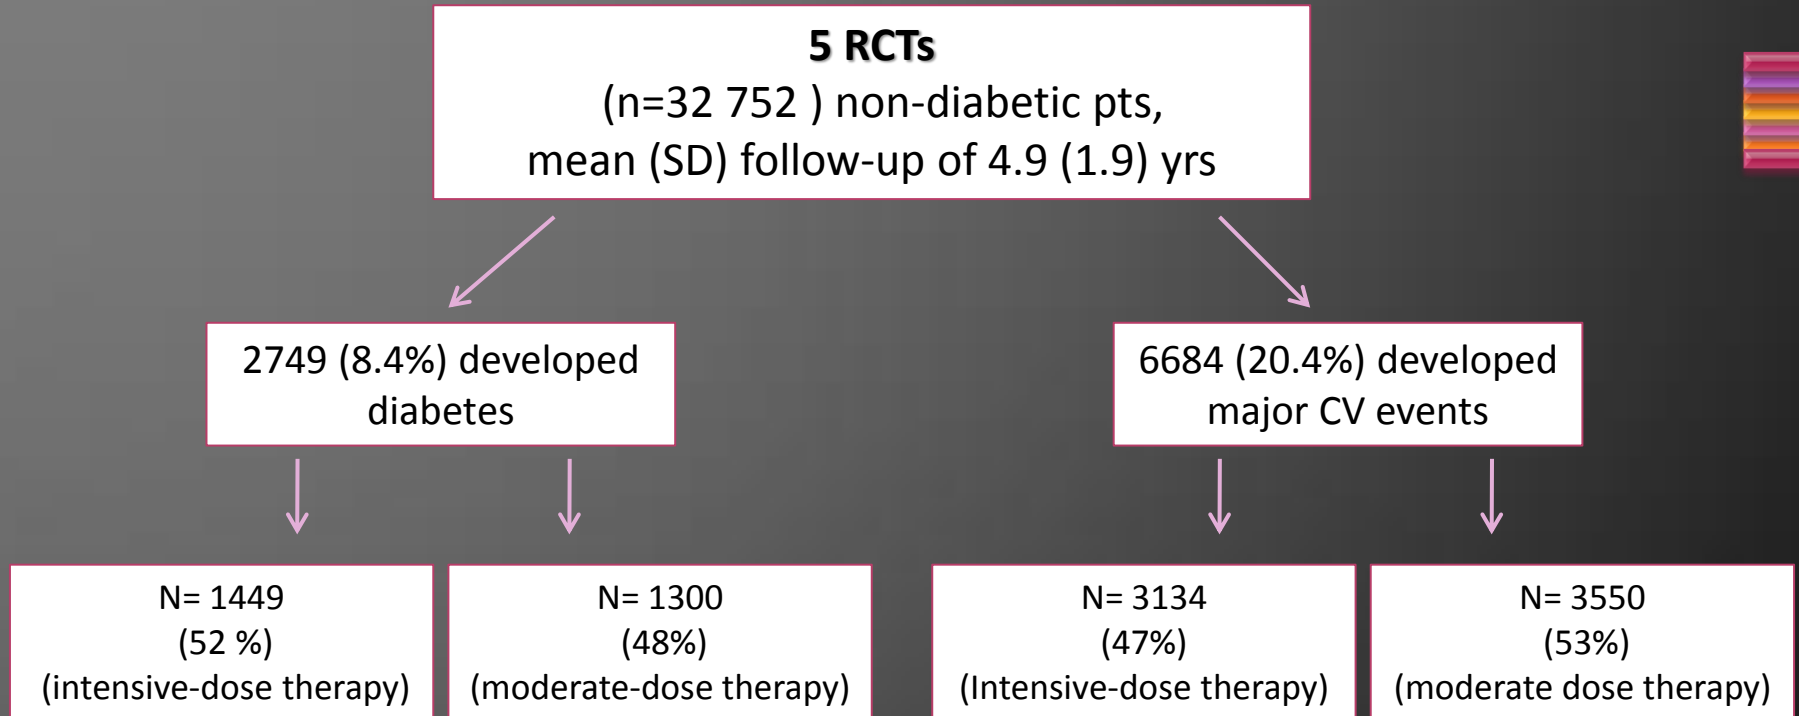 5 RCTs
(n=32 752 ) non-diabetic pts,
mean (SD) follow-up of 4.9 (1.9) yrs
2749 (8.4%) developed
diabetes
6684 (20.4%) developed
major CV events
N= 1449
(52 %)
(intensive-dose therapy)
N= 1300
(48%)
(moderate-dose therapy)
N= 3134
(47%)
(Intensive-dose therapy)
N= 3550
(53%)
(moderate dose therapy)